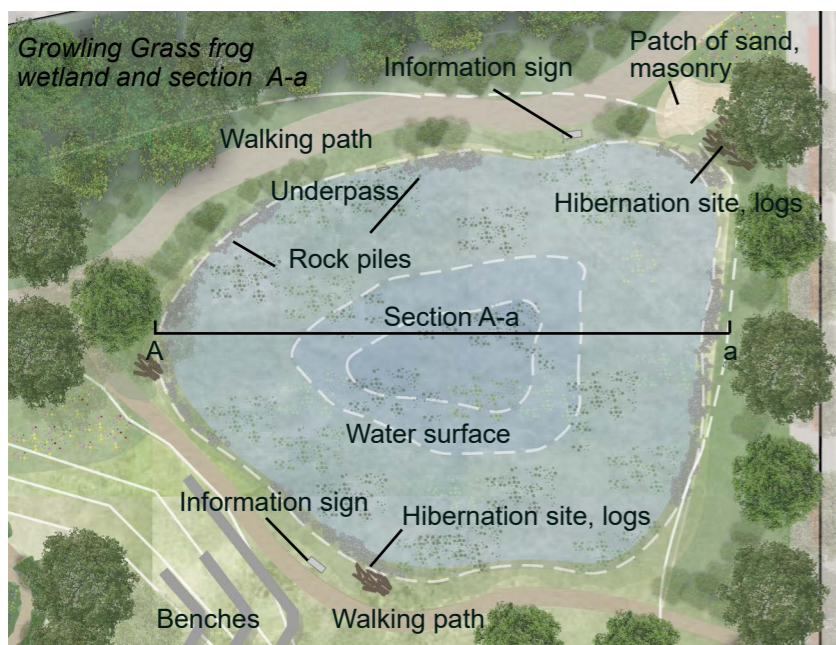 Growling Grass frog
wetland and section A-a
Information sign
Patch of sand,
masonry
Walking path
Underpass
Hibernation site, logs
Rock piles
Section A-a
A
a
Water surface
Information sign
Hibernation site, logs
Benches
Walking path